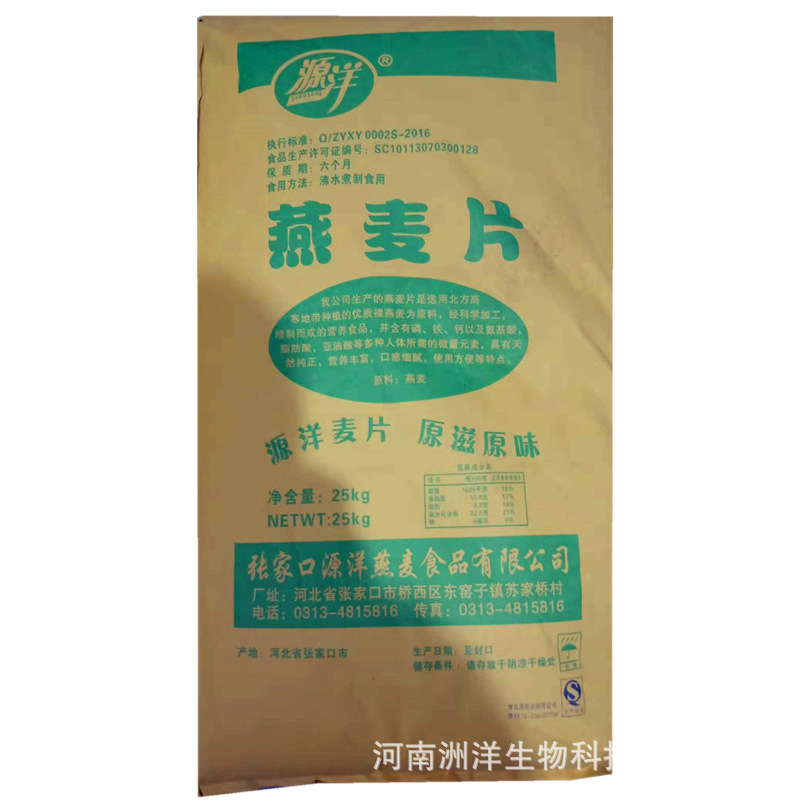 源洋
®
执行标准：Q/ZYXY 0002S-2016
食品生产许可证编号：SC10113070300128
保 质 期：六个月
食用方法：沸水煮制食用
燕麦片
我公司生产的燕麦片是选用北方高
寒地带种植的优质裸燕麦为原料，经科学加工，
精制而成的营养食品，并含有磷、铁、钙以及氨基酸，
脂肪酸，亚油酸等多种人体所需的微量元素，具有天
然纯正，营养丰富，口感细腻，使用方便等特点。
原料：燕麦
源洋麦片 原滋原味
营养成分表
净含量：25kg
NETWT:25kg
张家口源洋燕麦食品有限公司
厂址：河北省张家口市桥西区东窑子镇苏家桥村
电话：0313-4815816 传真：0313-4815816
产地：河北省张家口市
生产日期：见封口
储存条件：请存放于阴凉干燥处
河南洲洋生物科技